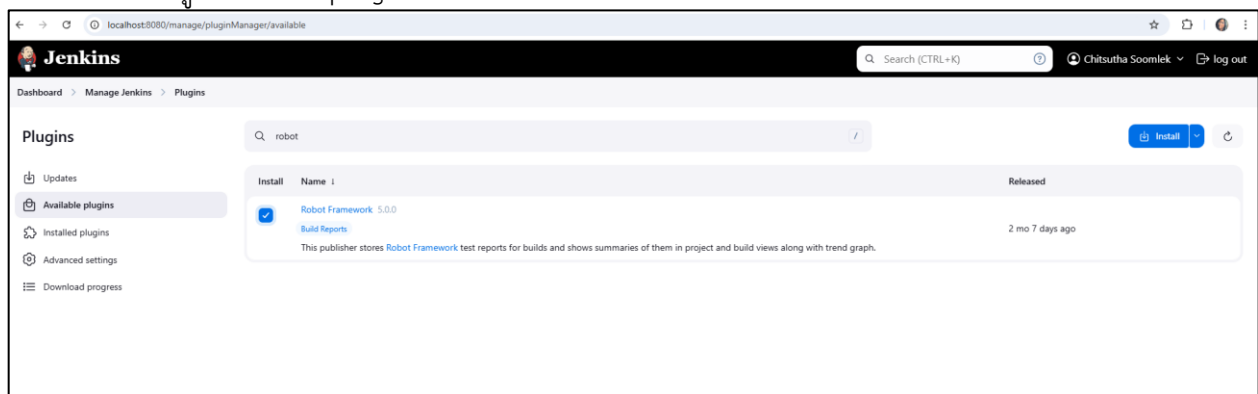 localhost:8080/manage/pluginManager/available
Jenkins
Search (CTRL+K)
Chitsutha Soomlek
log out
Dashboard > Manage Jenkins > Plugins
Plugins
robot
/
Install
Updates
Available plugins
Installed plugins
Advanced settings
Download progress
Install Name ↓ Released
Robot Framework 5.0.0
Build Reports
This publisher stores Robot Framework test reports for builds and shows summaries of them in project and build views along with trend graph.
2 mo 7 days ago